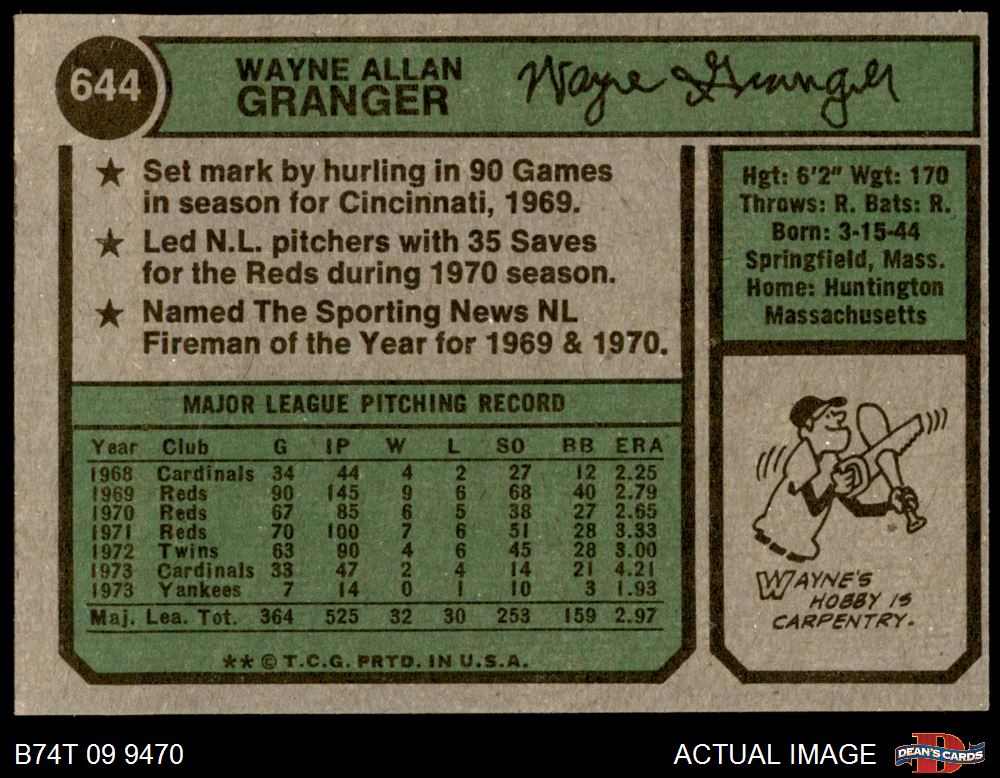 644
WAYNE ALLAN
GRANGER
Wayne Granger
★ Set mark by hurling in 90 Games
in season for Cincinnati, 1969.
★ Led N.L. pitchers with 35 Saves
for the Reds during 1970 season.
★ Named The Sporting News NL
Fireman of the Year for 1969 & 1970.
Hgt: 6'2" Wgt: 170
Throws: R. Bats: R.
Born: 3-15-44
Springfield, Mass.
Home: Huntington
Massachusetts
MAJOR LEAGUE PITCHING RECORD
Year Club G IP W L SO BB ERA
1968 Cardinals 34 44 4 2 27 12 2.25
1969 Reds 90 145 9 6 68 40 2.79
1970 Reds 67 85 6 5 38 27 2.65
1971 Reds 70 100 7 6 51 28 3.33
1972 Twins 63 90 4 6 45 28 3.00
1973 Cardinals 33 47 2 4 14 21 4.21
1973 Yankees 7 14 0 1 10 3 1.93
Maj. Lea. Tot. 364 525 32 30 253 159 2.97
** © T.C.G. PRTD. IN U.S.A.
WAYNE'S
HOBBY IS
CARPENTRY.
B74T 09 9470
ACTUAL IMAGE
DEAN'S CARDS